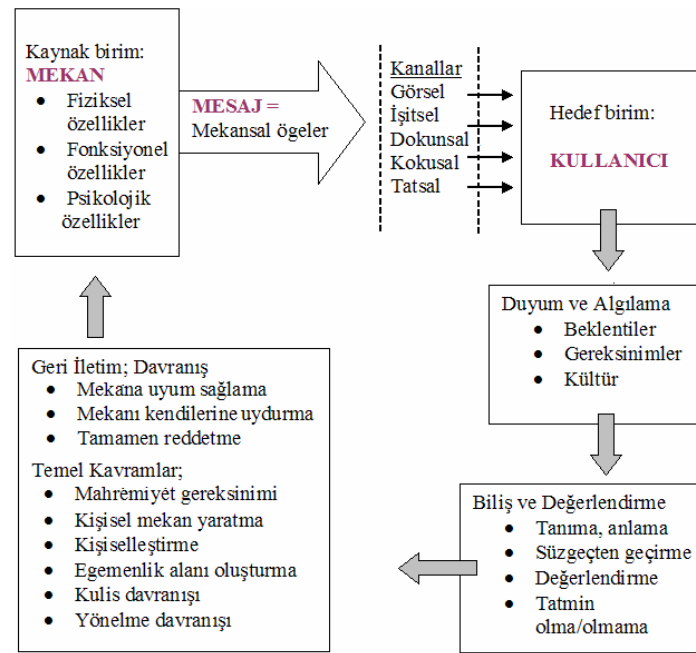 Kaynak birim:
MEKAN
• Fiziksel
özellikler
• Fonksiyonel
özellikler
• Psikolojik
özellikler
MESAJ =
Mekansal ögeler
Kanallar
Görsel
İşitsel
Dokunsal
Kokusal
Tatsal
Hedef birim:
KULLANICI
Duyum ve Algılama
• Beklentiler
• Gereksinimler
• Kültür
Biliş ve Değerlendirme
• Tanıma, anlama
• Süzgeçten geçirme
• Değerlendirme
• Tatmin
olma/olmama
Geri İletim; Davranış
• Mekana uyum sağlama
• Mekanı kendilerine uydurma
• Tamamen reddetme
Temel Kavramlar;
• Mahremiyet gereksinimi
• Kişisel mekan yaratma
• Kişiselleştirme
• Egemenlik alanı oluşturma
• Kulis davranışı
• Yönelme davranışı